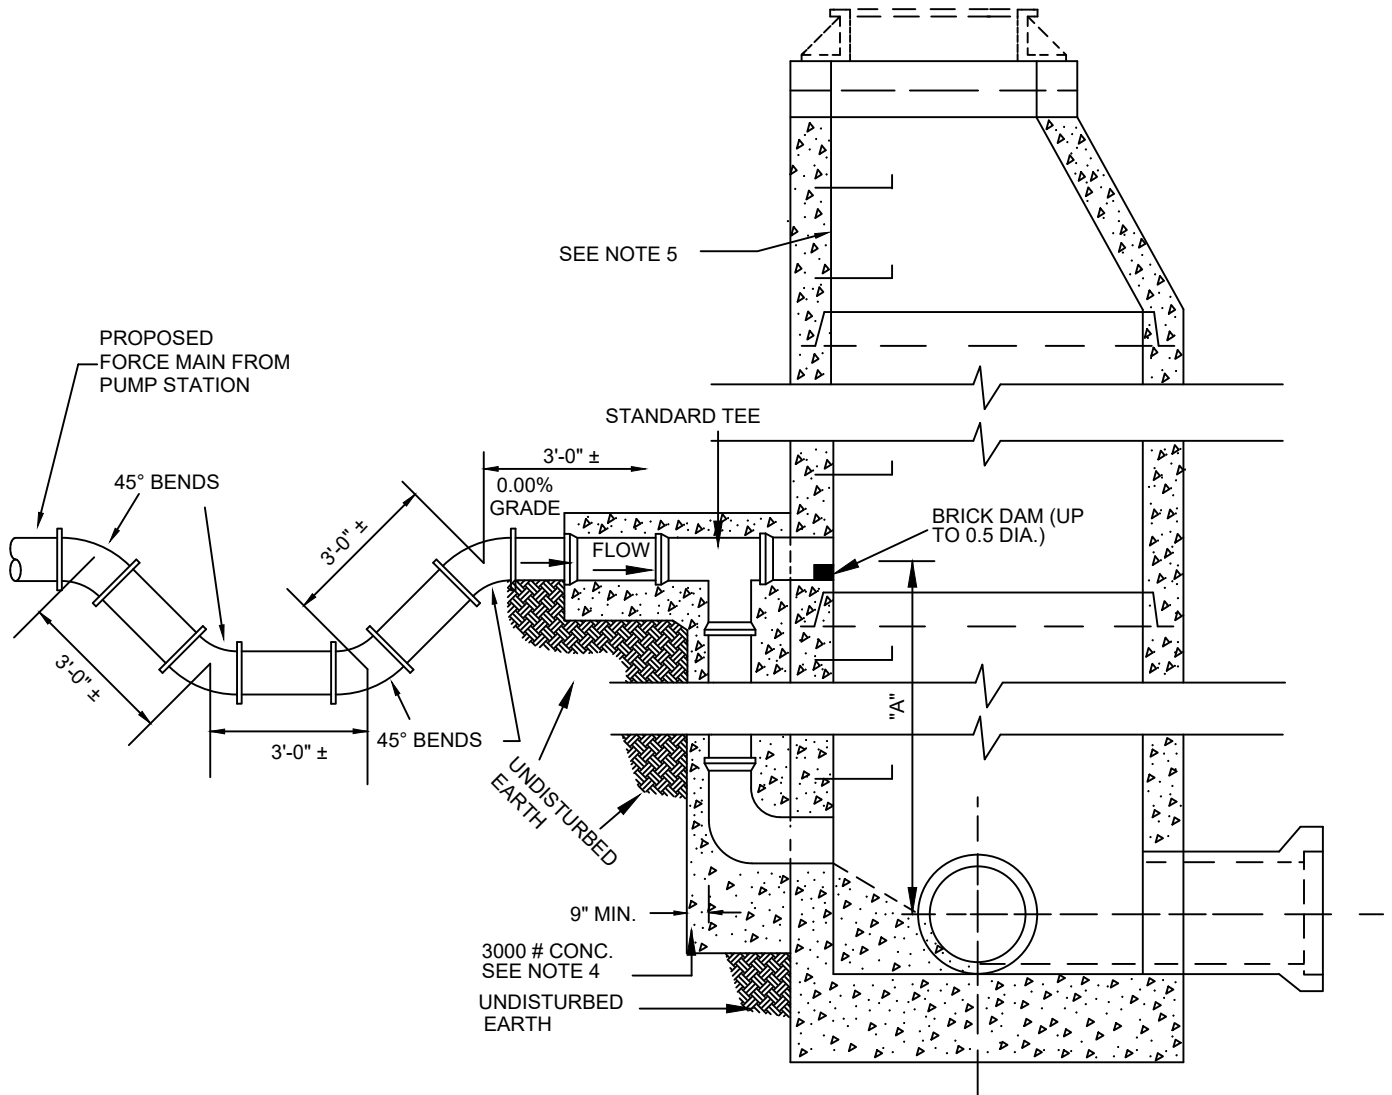 SEE NOTE 5
PROPOSED
FORCE MAIN FROM
PUMP STATION
STANDARD TEE
3'-0" ±
45° BENDS
0.00%
GRADE
BRICK DAM (UP
TO 0.5 DIA.)
3'-0" ±
FLOW
3'-0" ±
"A"
3'-0" ±
45° BENDS
UNDISTURBED
EARTH
9" MIN.
3000 # CONC.
SEE NOTE 4
UNDISTURBED
EARTH